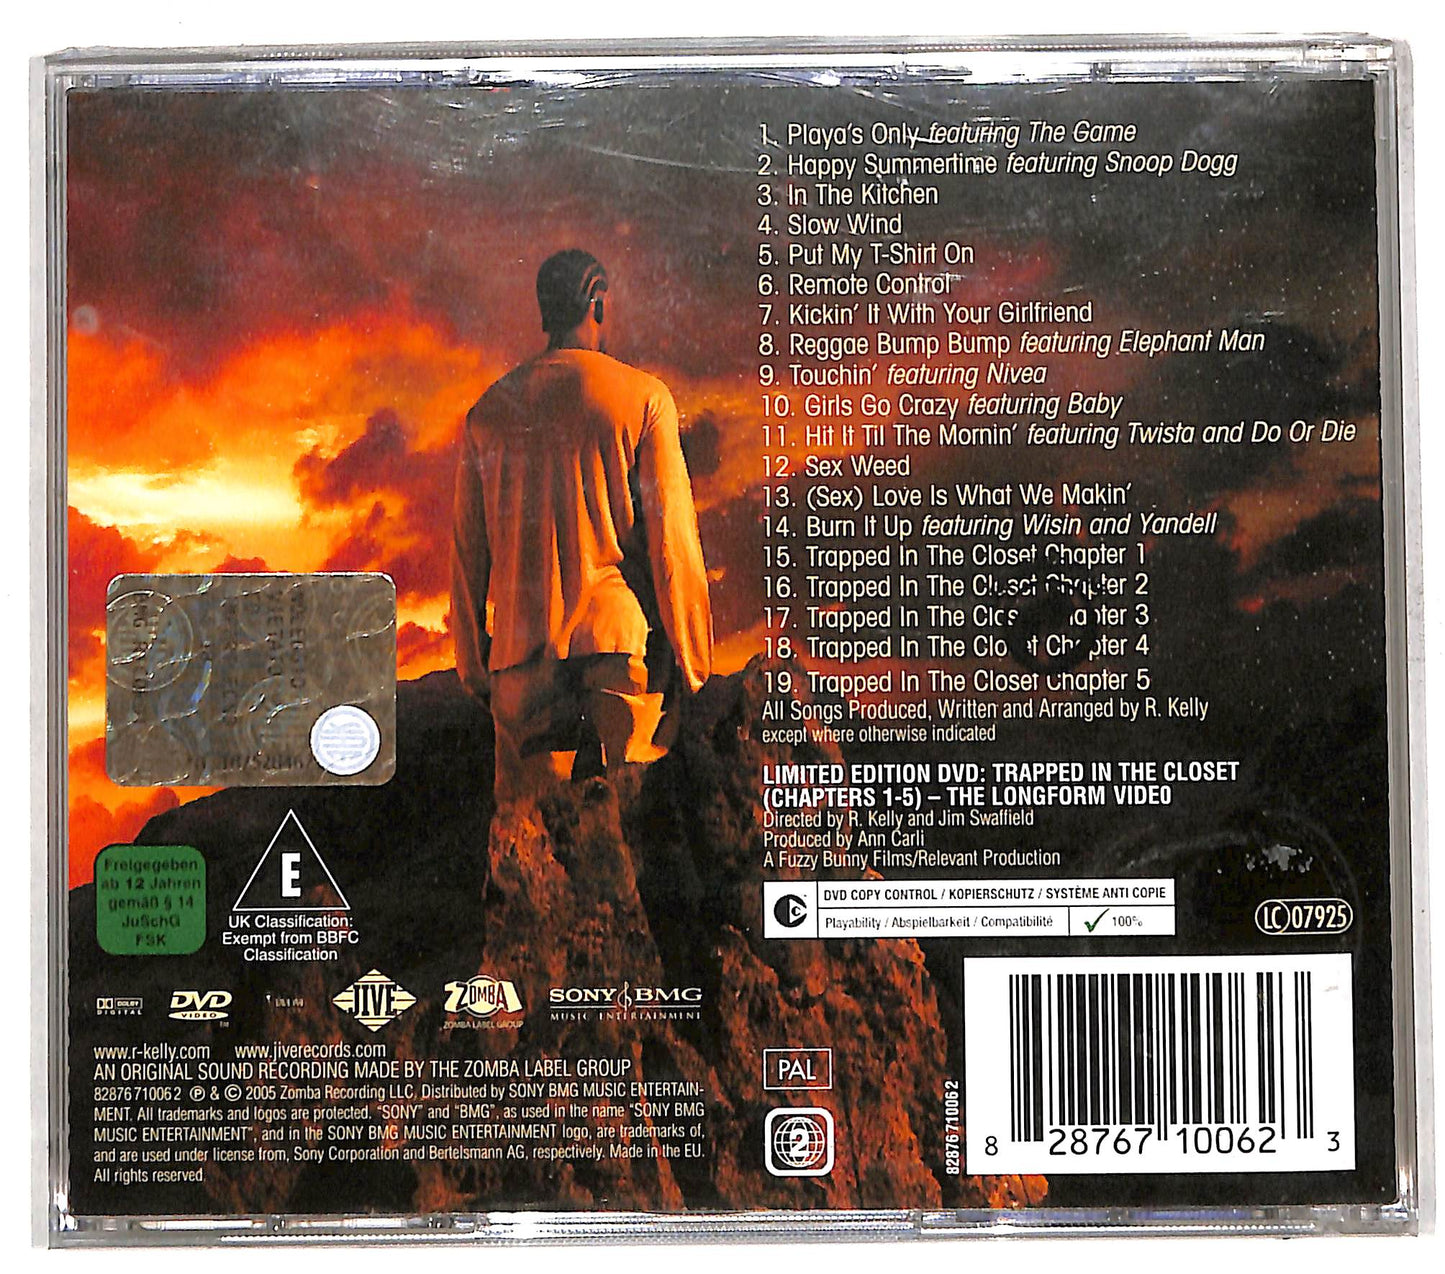 1. Playa's Only featuring The Game
2. Happy Summertime featuring Snoop Dogg
3. In The Kitchen
4. Slow Wind
5. Put My T-Shirt On
6. Remote Control
7. Kickin' It With Your Girlfriend
8. Reggae Bump Bump featuring Elephant Man
9. Touchin' featuring Nivea
10. Girls Go Crazy featuring Baby
11. Hit It Til The Mornin' featuring Twista and Do Or Die
12. Sex Weed
13. (Sex) Love Is What We Makin'
14. Burn It Up featuring Wisin and Yandell
15. Trapped In The Closet Chapter 1
16. Trapped In The Closet Chapter 2
17. Trapped In The Closet Chapter 3
18. Trapped In The Closet Chapter 4
19. Trapped In The Closet Chapter 5
All Songs Produced, Written and Arranged by R. Kelly
except where otherwise indicated
LIMITED EDITION DVD: TRAPPED IN THE CLOSET
(CHAPTERS 1-5) – THE LONGFORM VIDEO
Directed by R. Kelly and Jim Swaffield
Produced by Ann Carli
A Fuzzy Bunny Films/Relevant Production
DVD COPY CONTROL / KOPIERSCHUTZ / SYSTÈME ANTI COPIE
Playability / Abspielbarkeit / Compatibilité 100%
LC 07925
Freigegeben
ab 12 Jahren
gemäß § 14
JuSchG
FSK
E
UK Classification:
Exempt from BBFC
Classification
DOLBY
DIGITAL
DVD
VIDEO
TM
JIVE
ZOMBA
ZOMBA LABEL GROUP
SONY BMG
MUSIC ENTERTAINMENT
www.r-kelly.com www.jiverecords.com
AN ORIGINAL SOUND RECORDING MADE BY THE ZOMBA LABEL GROUP
82876710062 ℗ & © 2005 Zomba Recording LLC, Distributed by SONY BMG MUSIC ENTERTAIN-
MENT. All trademarks and logos are protected. "SONY" and "BMG", as used in the name "SONY BMG
MUSIC ENTERTAINMENT", and in the SONY BMG MUSIC ENTERTAINMENT logo, are trademarks of,
and are used under license from, Sony Corporation and Bertelsmann AG, respectively. Made in the EU.
All rights reserved.
PAL
2
82876710062
8 28767 10062 3